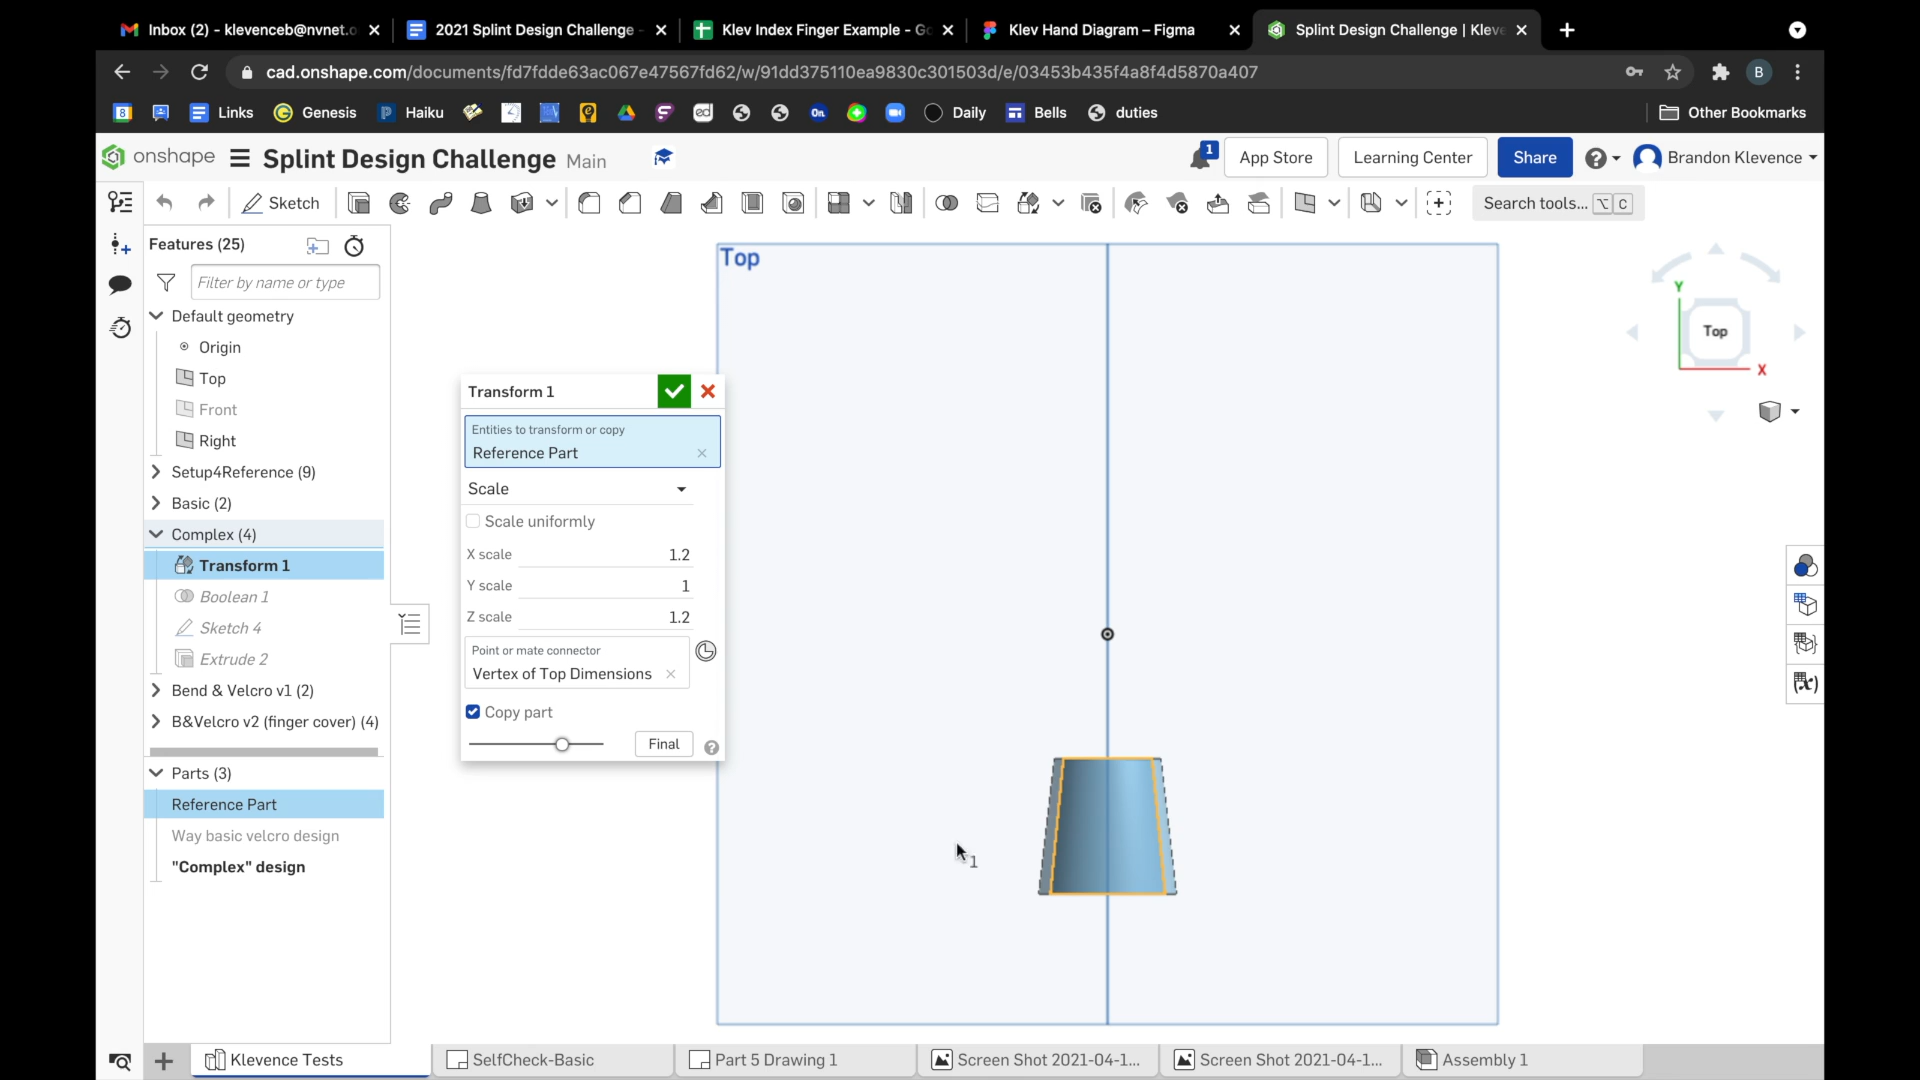 Inbox (2) - klevenceb@nvnet.o
2021 Splint Design Challenge -
Klev Index Finger Example - Go
Klev Hand Diagram – Figma
Splint Design Challenge | Kleve
cad.onshape.com/documents/fd7fdde63ac067e47567fd62/w/91dd375110ea9830c301503d/e/03453b435f4a8f4d5870a407
B
8
Links
Genesis
Haiku
ed
On
Daily
Bells
duties
Other Bookmarks
onshape
Splint Design Challenge
Main
1
App Store
Learning Center
Share
Brandon Klevence
Sketch
Search tools...
⌥ C
Features (25)
Filter by name or type
Default geometry
Origin
Top
Front
Right
Setup4Reference (9)
Basic (2)
Complex (4)
Transform 1
Boolean 1
Sketch 4
Extrude 2
Bend & Velcro v1 (2)
B&Velcro v2 (finger cover) (4)
Parts (3)
Reference Part
Way basic velcro design
"Complex" design
Transform 1
Entities to transform or copy
Reference Part
Scale
Scale uniformly
X scale 1.2
Y scale 1
Z scale 1.2
Point or mate connector
Vertex of Top Dimensions
Copy part
Final
Top
1
Y
Top
X
(x)
Klevence Tests
SelfCheck-Basic
Part 5 Drawing 1
Screen Shot 2021-04-1...
Screen Shot 2021-04-1...
Assembly 1